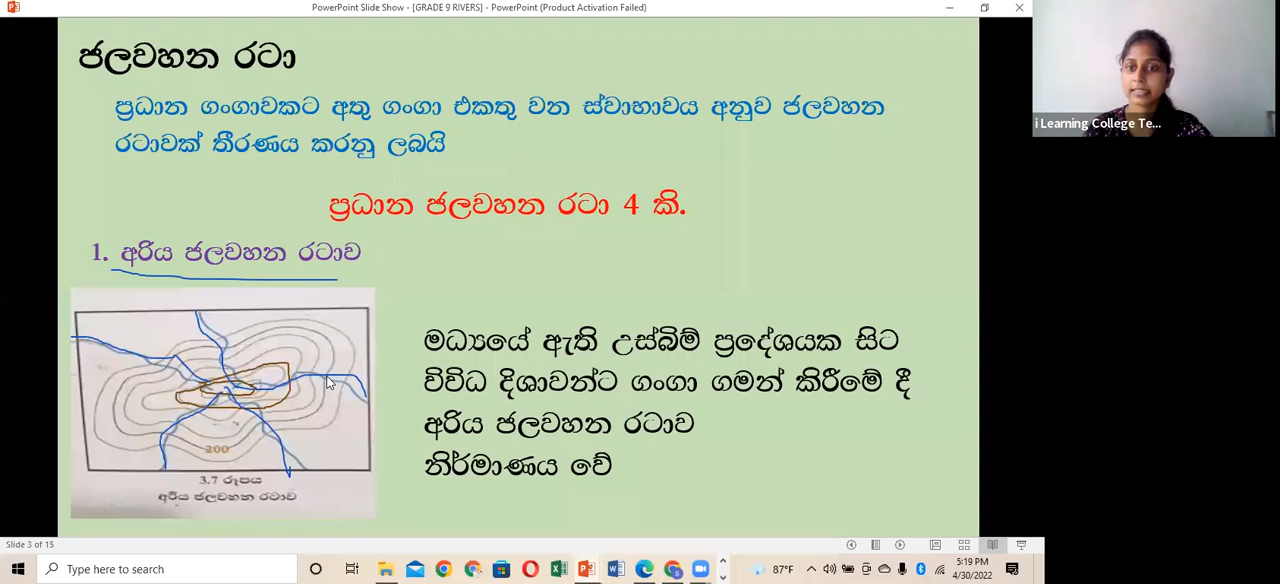 PowerPoint Slide Show - [GRADE 9 RIVERS] - PowerPoint (Product Activation Failed)
ජලවහන රටා
ප්‍රධාන ගංගාවකට අතු ගංගා එකතු වන ස්වාභාවය අනුව ජලවහන
රටාවක් තීරණය කරනු ලබයි
ප්‍රධාන ජලවහන රටා 4 කි.
1. අරීය ජලවහන රටාව
මධ්‍යයේ ඇති උස්බිම් ප්‍රදේශයක සිට
විවිධ දිශාවන්ට ගංගා ගමන් කිරීමේ දී
අරීය ජලවහන රටාව
නිර්මාණය වේ
200
3.7 රූපය
අරීය ජලවහන රටාව
i Learning College Te...
Slide 3 of 15
Type here to search
87°F
5:19 PM
4/30/2022